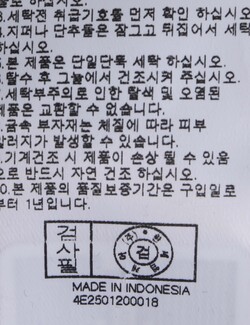 물로
3.세탁전 취급기호를 먼저 확인 하십시오
4.지퍼나 단추들은 잠그고 뒤집어서 세탁
십시오.
5.본 제품은 단일단독 세탁 하십시오.
6.탈수 후 그늘에서 건조시켜 주십시오.
7.세탁부주의로 인한 탈색 및 오염된
제품은 교환할 수 없습니다.
8.금속 부자재는 체질에 따라 피부
알러지가 발생할 수 있습니다.
9.기계건조 시 제품이 손상 될 수 있음
으로 반드시 자연 건조 하십시오.
10.본 제품의 품질보증기간은 구입일로
부터 1년입니다.
검사필
검
MADE IN INDONESIA
4E2501200018